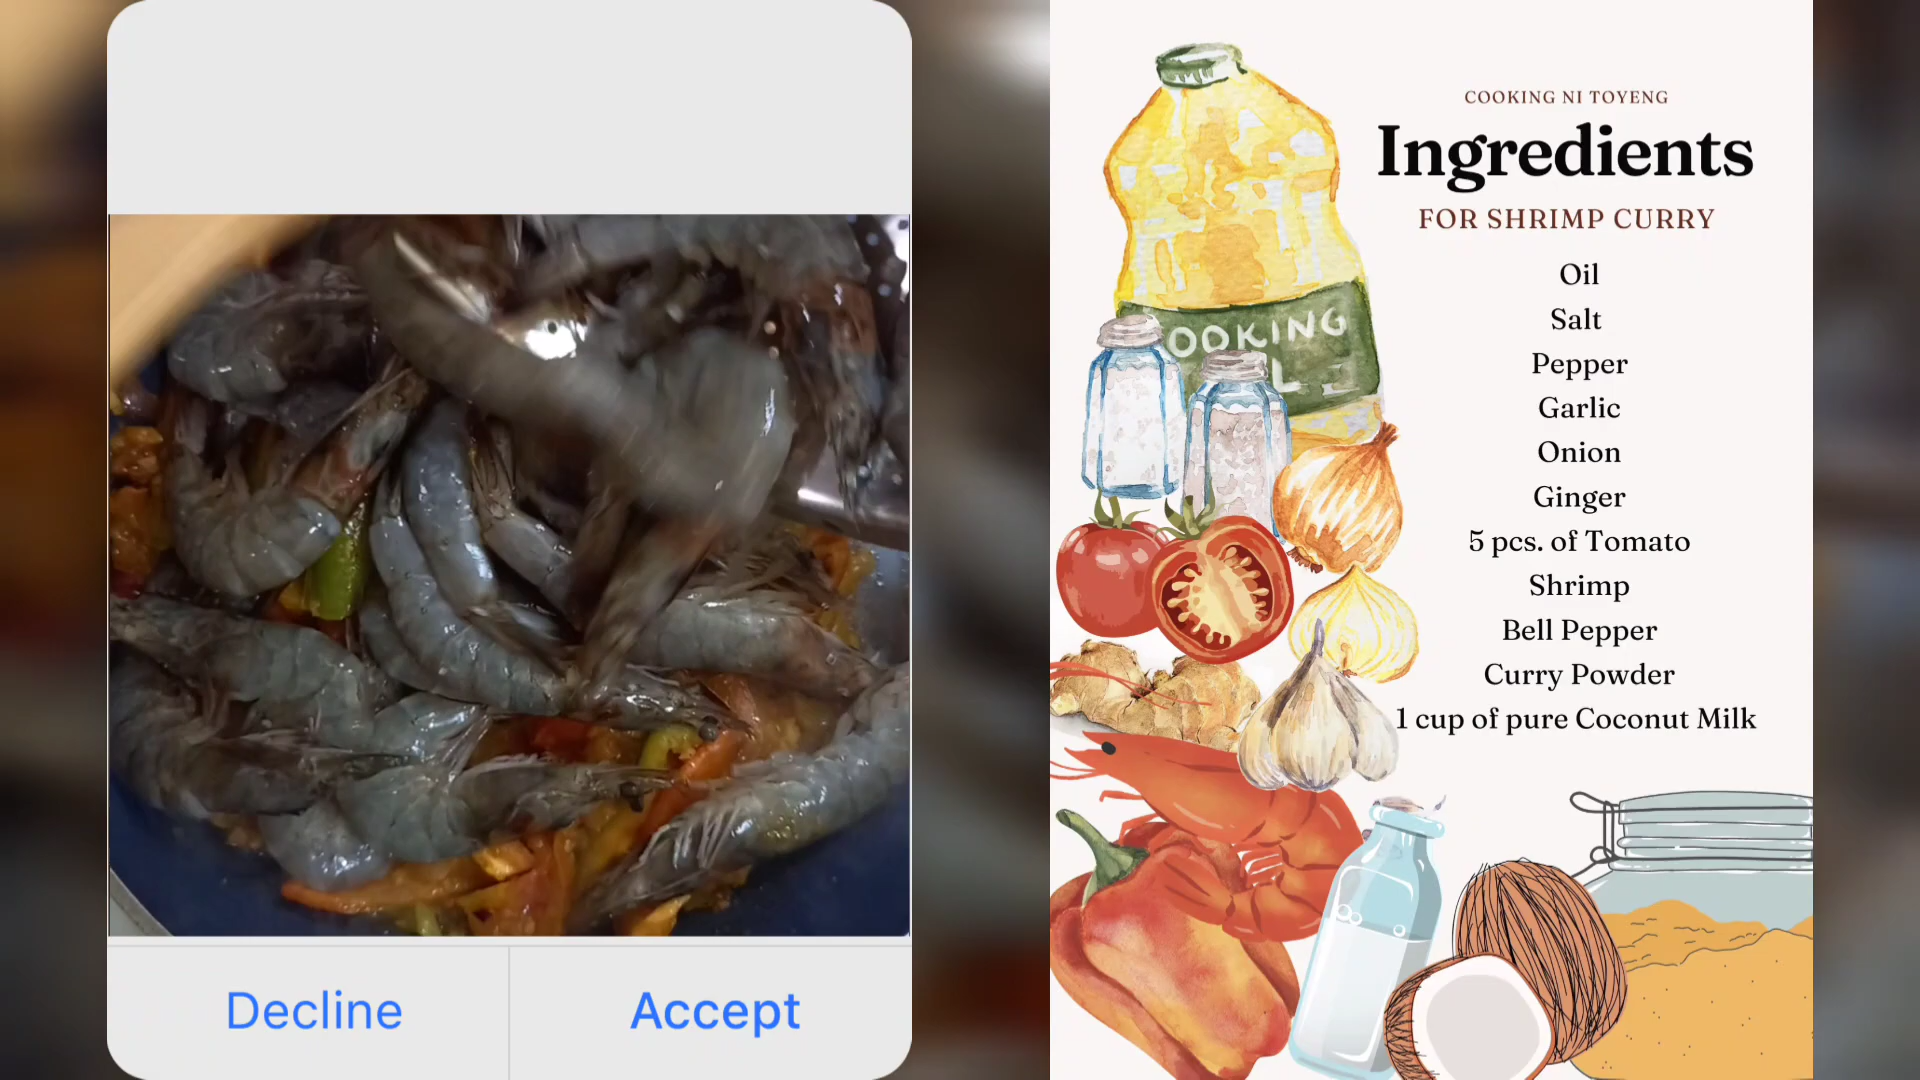 Decline
Accept
COOKING NI TOYENG
Ingredients
FOR SHRIMP CURRY
Oil
Salt
Pepper
Garlic
Onion
Ginger
5 pcs. of Tomato
Shrimp
Bell Pepper
Curry Powder
1 cup of pure Coconut Milk
OOKING
L